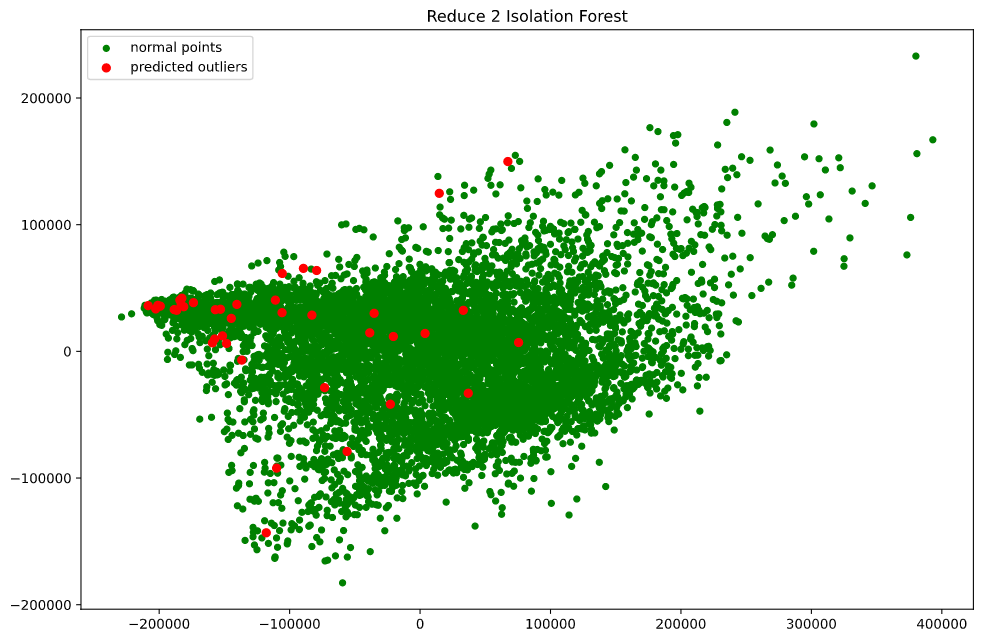 Reduce 2 Isolation Forest
normal points
predicted outliers
200000
100000
0
−100000
−200000
−200000 −100000 0 100000 200000 300000 400000